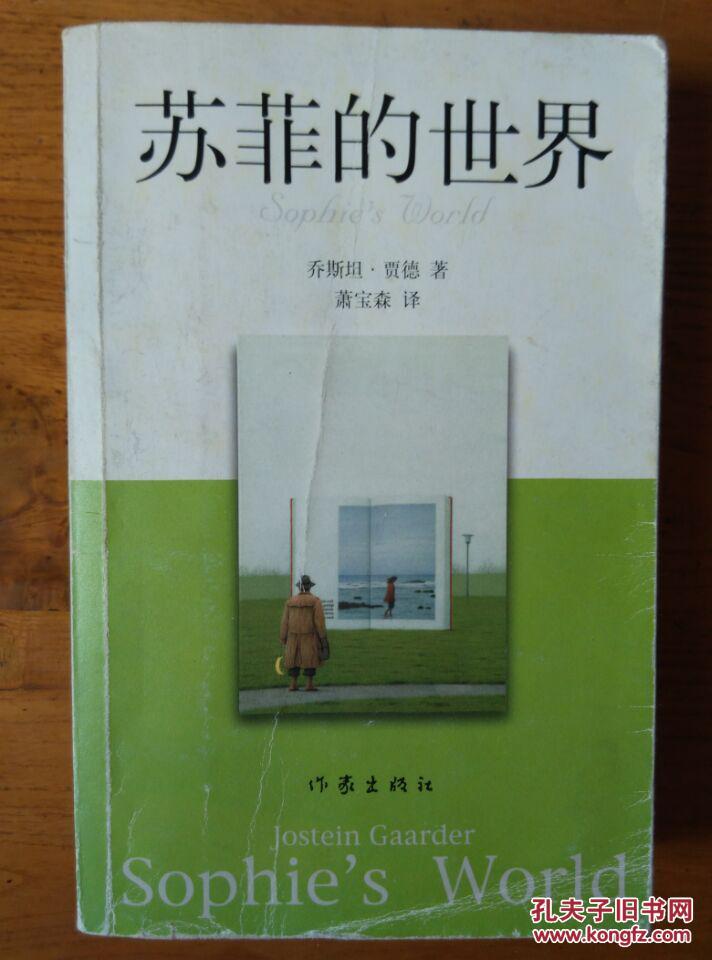 苏菲的世界
Sophie's World
乔斯坦·贾德 著
萧宝森 译
作家出版社
Jostein Gaarder
Sophie's World
孔夫子旧书网
www.kongfz.com